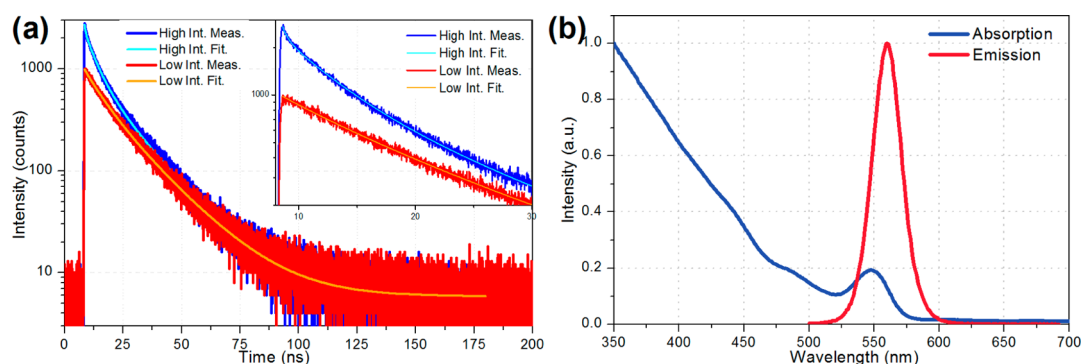 (a)
High Int. Meas.
High Int. Fit.
Low Int. Meas.
Low Int. Fit.
Intensity (counts)
1000
100
10
0 25 50 75 100 125 150 175 200
Time (ns)
High Int. Meas.
High Int. Fit.
Low Int. Meas.
Low Int. Fit.
1000
10 20 30
(b)
Absorption
Emission
Intensity (a.u.)
1.0
0.8
0.6
0.4
0.2
0.0
350 400 450 500 550 600 650 700
Wavelength (nm)